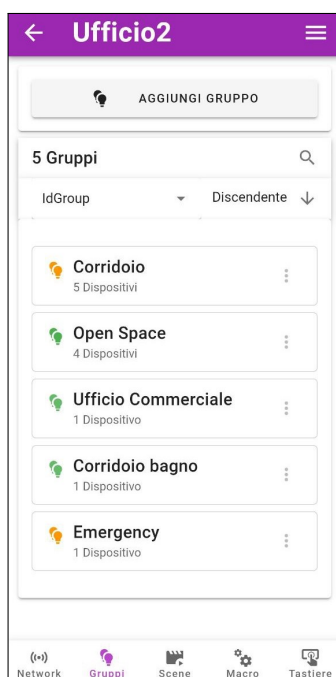 Ufficio2
AGGIUNGI GRUPPO
5 Gruppi
IdGroup Discendente
Corridoio
5 Dispositivi
Open Space
4 Dispositivi
Ufficio Commerciale
1 Dispositivo
Corridoio bagno
1 Dispositivo
Emergency
1 Dispositivo
Network Gruppi Scene Macro Tastiere